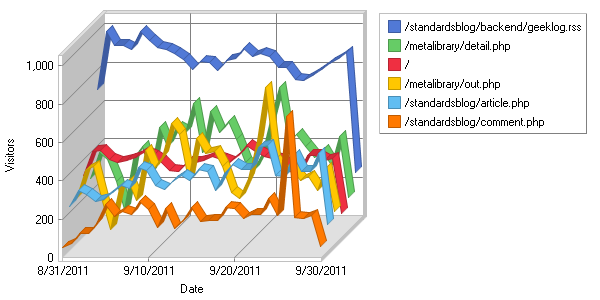 /standardsblog/backend/geeklog.rss
/metalibrary/detail.php
/
/metalibrary/out.php
/standardsblog/article.php
/standardsblog/comment.php
1,000
800
600
400
200
0
Visitors
8/31/2011 9/10/2011 9/20/2011 9/30/2011
Date